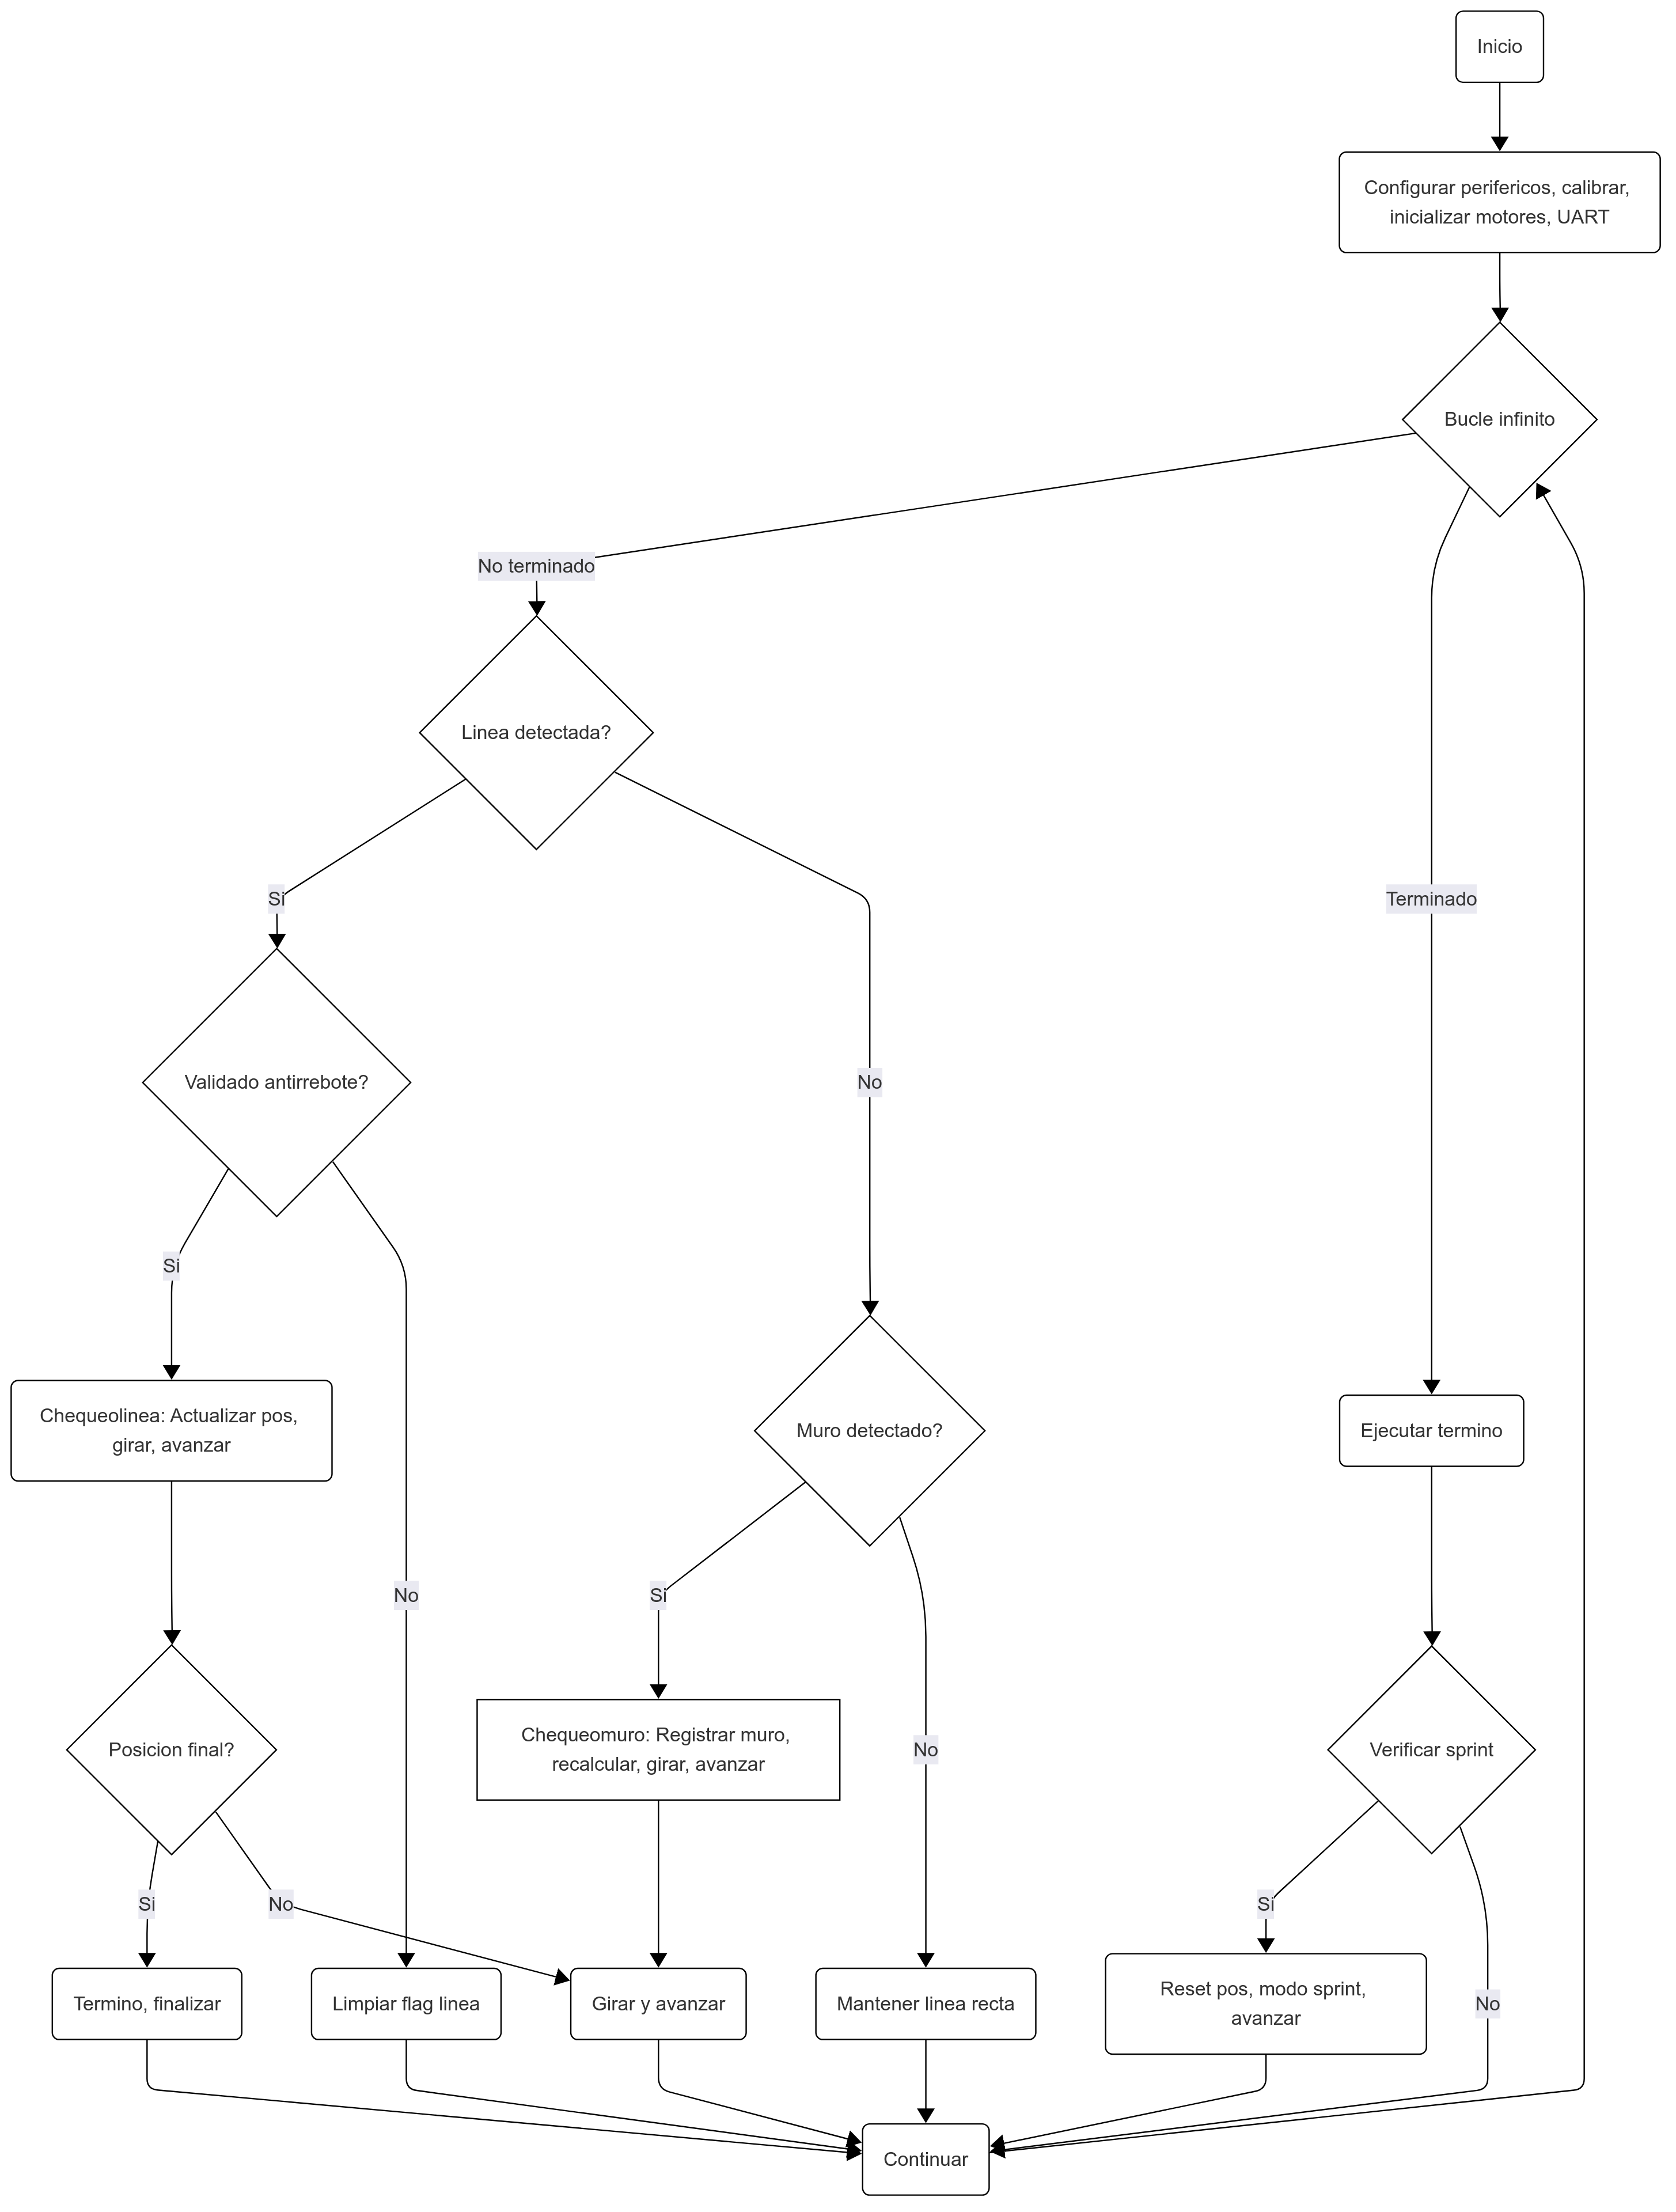 Inicio
Configurar perifericos, calibrar,
inicializar motores, UART
Bucle infinito
No terminado
Linea detectada?
Si
Terminado
Validado antirrebote?
No
Si
Chequeolinea: Actualizar pos,
girar, avanzar
Muro detectado?
Ejecutar termino
No
Si
Chequeomuro: Registrar muro,
recalcular, girar, avanzar
Posicion final?
No
Verificar sprint
Si
No
Si
No
Termino, finalizar
Limpiar flag linea
Girar y avanzar
Mantener linea recta
Reset pos, modo sprint,
avanzar
Continuar